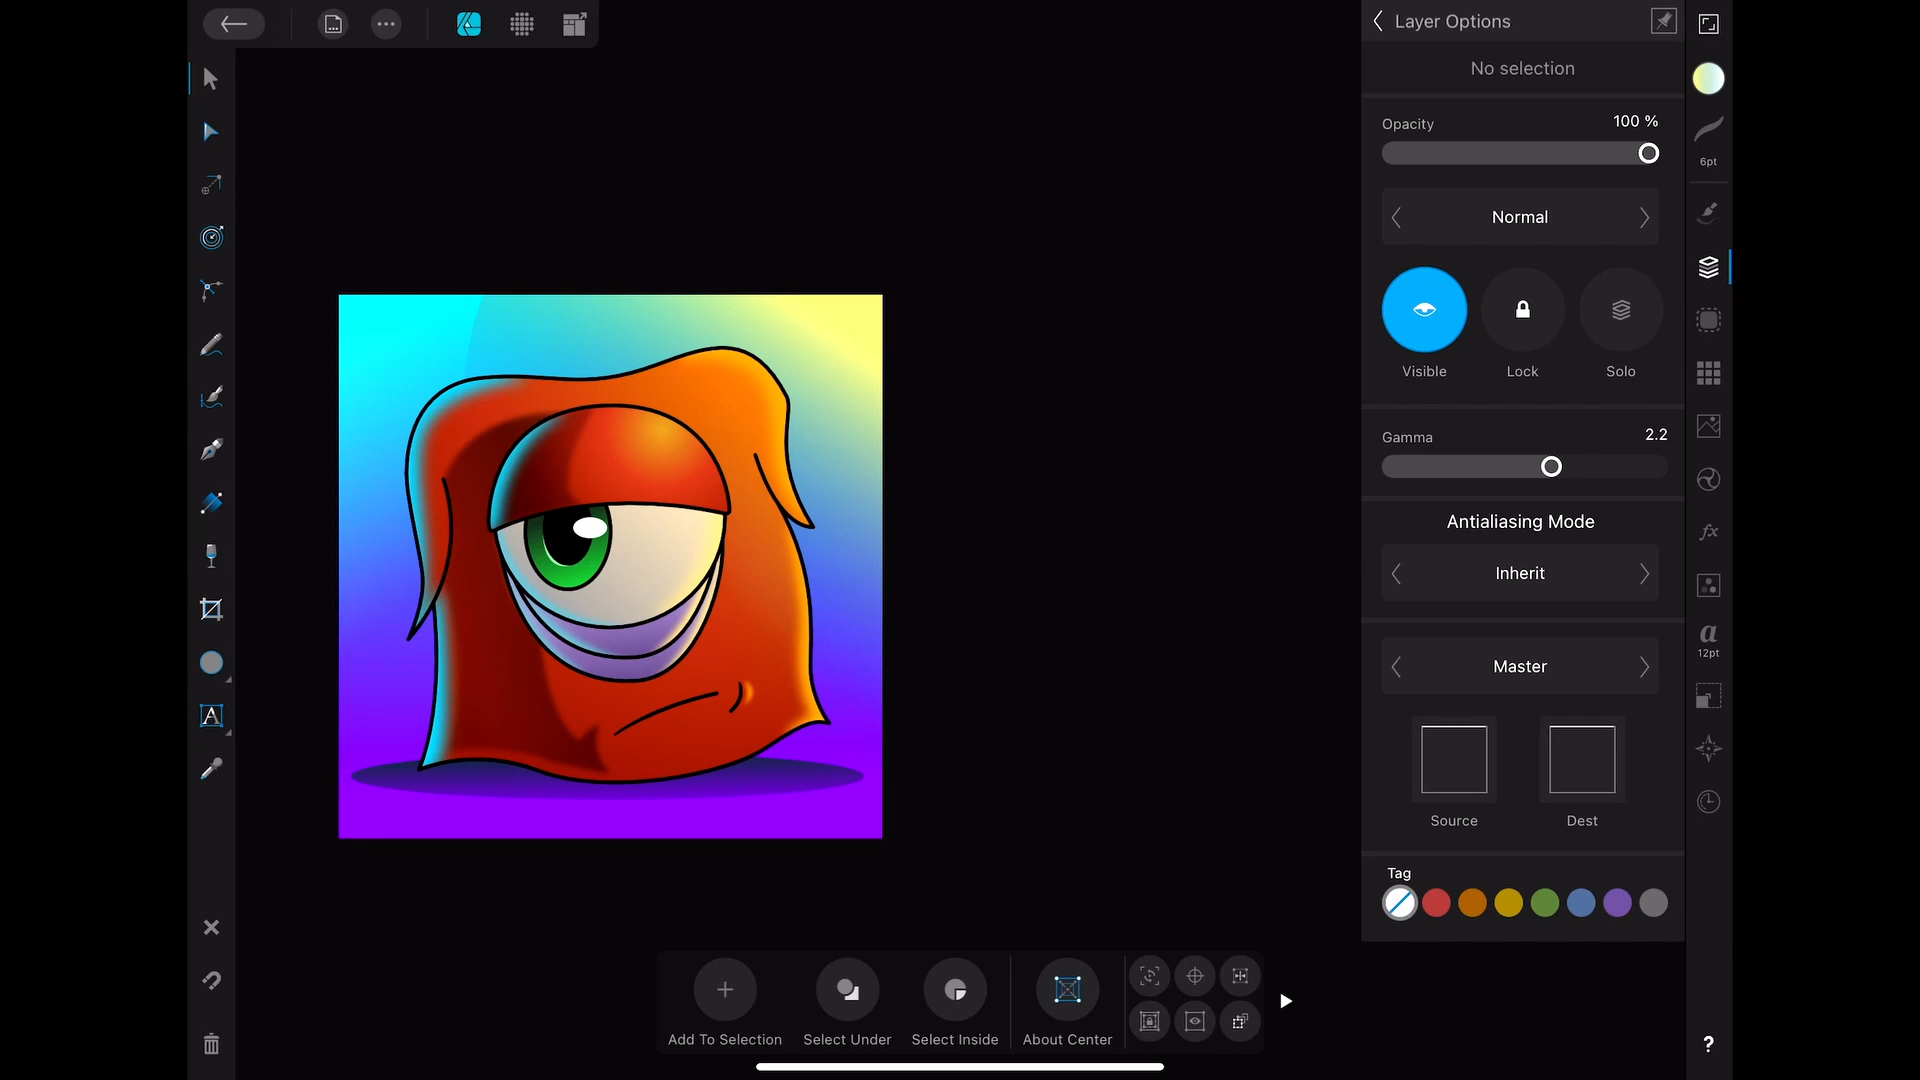 Layer Options
No selection
Opacity 100 %
6pt
Normal
Visible Lock Solo
Gamma 2.2
Antialiasing Mode
Inherit
a
12pt
Master
Source Dest
Tag
A
fx
Add To Selection Select Under Select Inside About Center
?